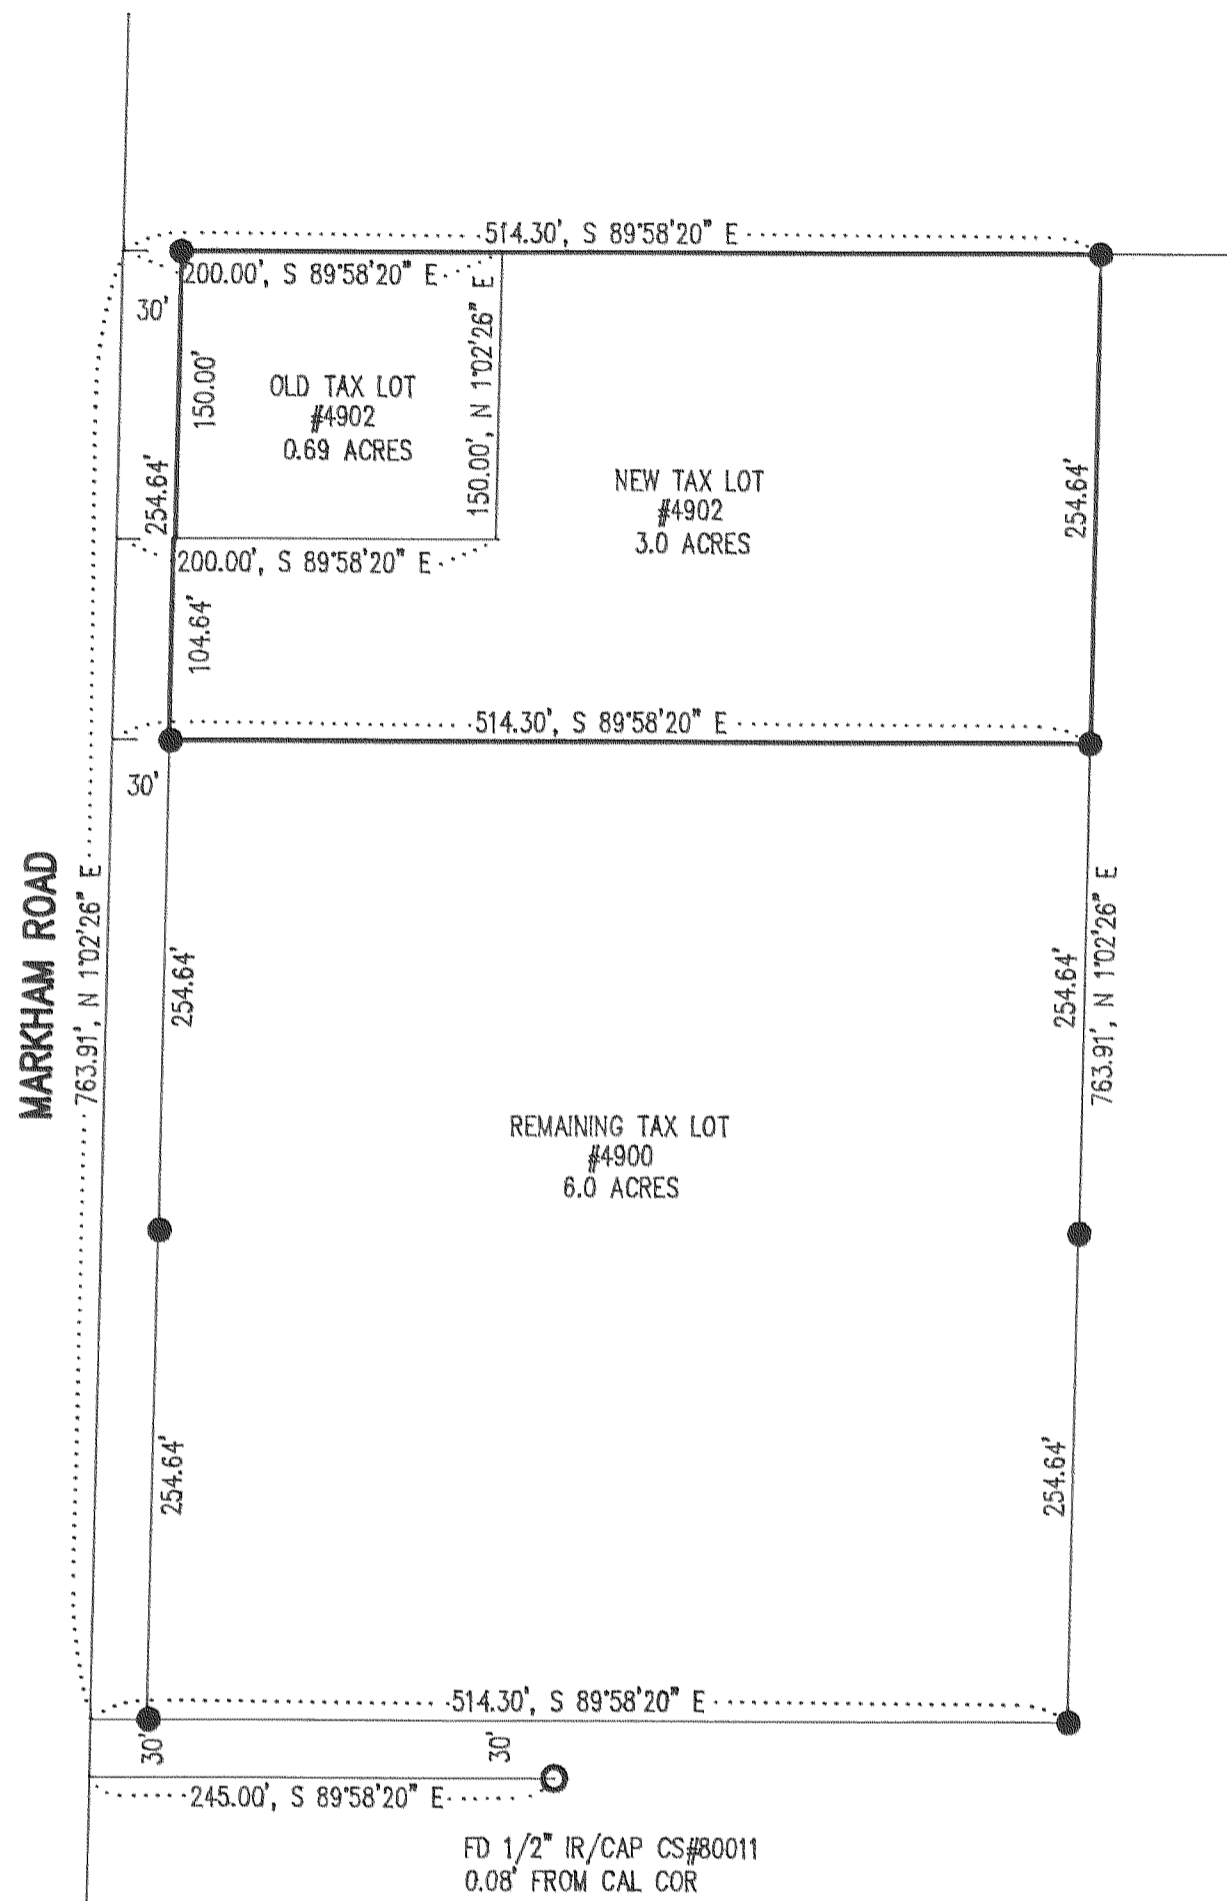 514.30', S 89°58'20" E
200.00', S 89°58'20" E
30'
150.00'
OLD TAX LOT
#4902
0.69 ACRES
150.00', N 1°02'26" E
254.64'
NEW TAX LOT
#4902
3.0 ACRES
254.64'
200.00', S 89°58'20" E
104.64'
514.30', S 89°58'20" E
30'
MARKHAM ROAD
763.91', N 1°02'26" E
254.64'
254.64'
763.91', N 1°02'26" E
REMAINING TAX LOT
#4900
6.0 ACRES
254.64'
254.64'
514.30', S 89°58'20" E
30'
30'
245.00', S 89°58'20" E
FD 1/2" IR/CAP CS#80011
0.08' FROM CAL COR